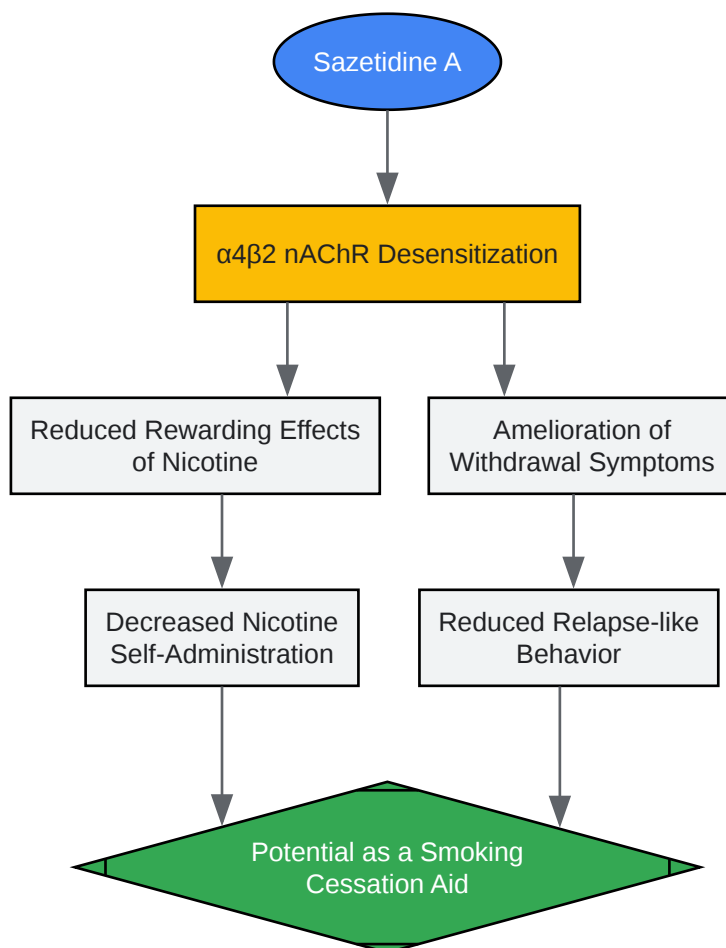 Sazetidine A
α4β2 nAChR Desensitization
Reduced Rewarding Effects
of Nicotine
Amelioration of
Withdrawal Symptoms
Decreased Nicotine
Self-Administration
Reduced Relapse-like
Behavior
Potential as a Smoking
Cessation Aid